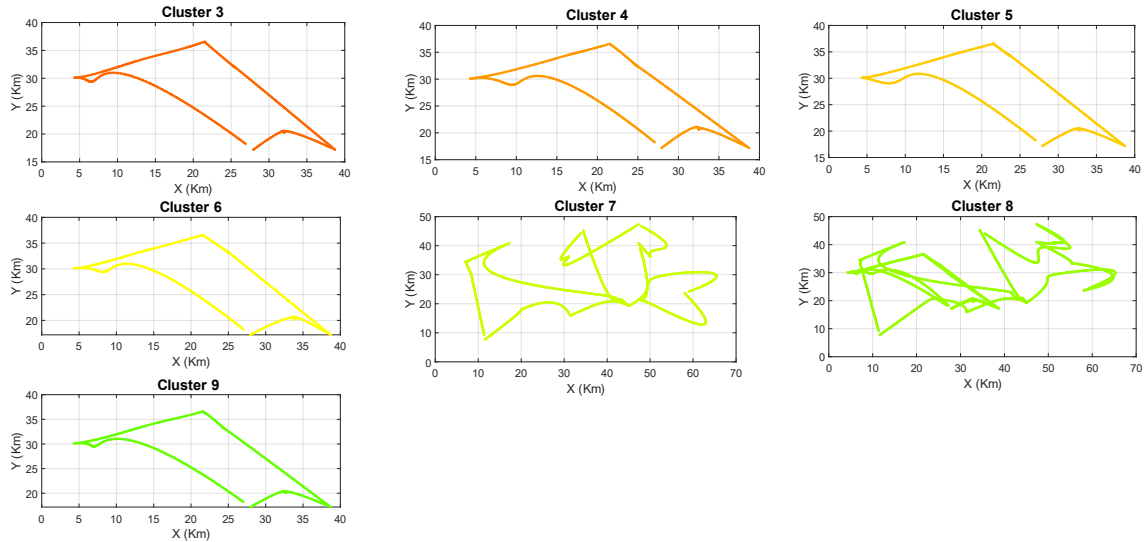 Cluster 3
40
35
30
25
20
15
Y (Km)
0 5 10 15 20 25 30 35 40
X (Km)
Cluster 4
40
35
30
25
20
15
Y (Km)
0 5 10 15 20 25 30 35 40
X (Km)
Cluster 5
40
35
30
25
20
15
Y (Km)
0 5 10 15 20 25 30 35 40
X (Km)
Cluster 6
40
35
30
25
20
Y (Km)
0 5 10 15 20 25 30 35 40
X (Km)
Cluster 7
50
40
30
20
10
0
Y (Km)
0 10 20 30 40 50 60 70
X (Km)
Cluster 8
50
40
30
20
10
0
Y (Km)
0 10 20 30 40 50 60 70
X (Km)
Cluster 9
40
35
30
25
20
Y (Km)
0 5 10 15 20 25 30 35 40
X (Km)